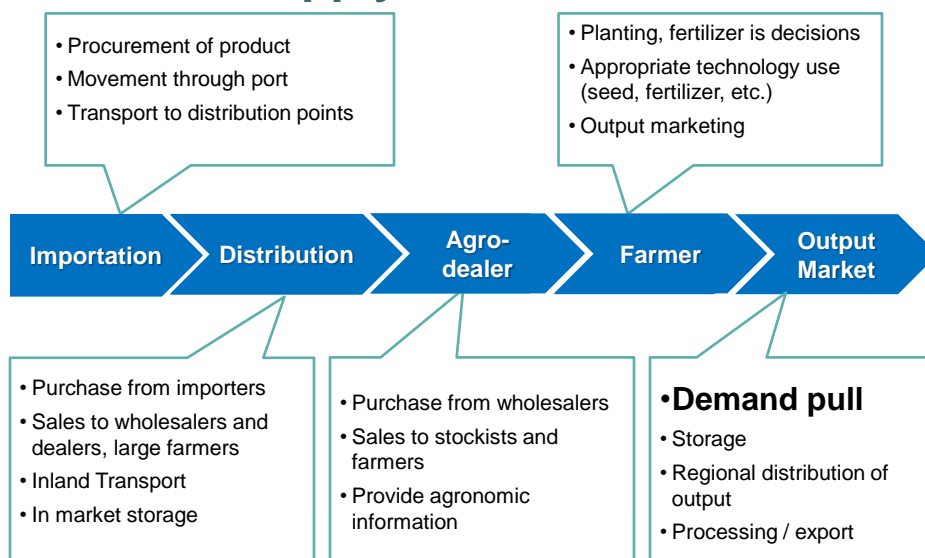 • Procurement of product
• Movement through port
• Transport to distribution points
• Planting, fertilizer is decisions
• Appropriate technology use
(seed, fertilizer, etc.)
• Output marketing
Importation
Distribution
Agro-
dealer
Farmer
Output
Market
• Purchase from importers
• Sales to wholesalers and
dealers, large farmers
• Inland Transport
• In market storage
• Purchase from wholesalers
• Sales to stockists and
farmers
• Provide agronomic
information
•Demand pull
• Storage
• Regional distribution of
output
• Processing / export